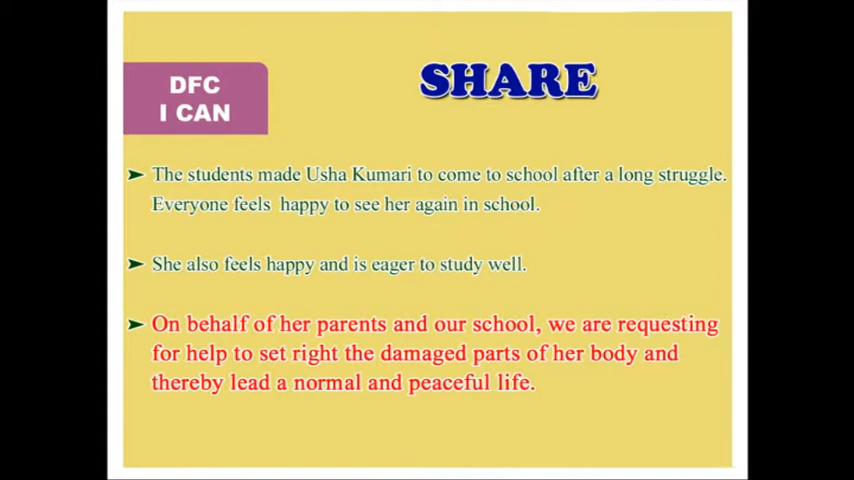 DFC
I CAN
SHARE
➤ The students made Usha Kumari to come to school after a long struggle.
Everyone feels happy to see her again in school.
➤ She also feels happy and is eager to study well.
➤ On behalf of her parents and our school, we are requesting
for help to set right the damaged parts of her body and
thereby lead a normal and peaceful life.